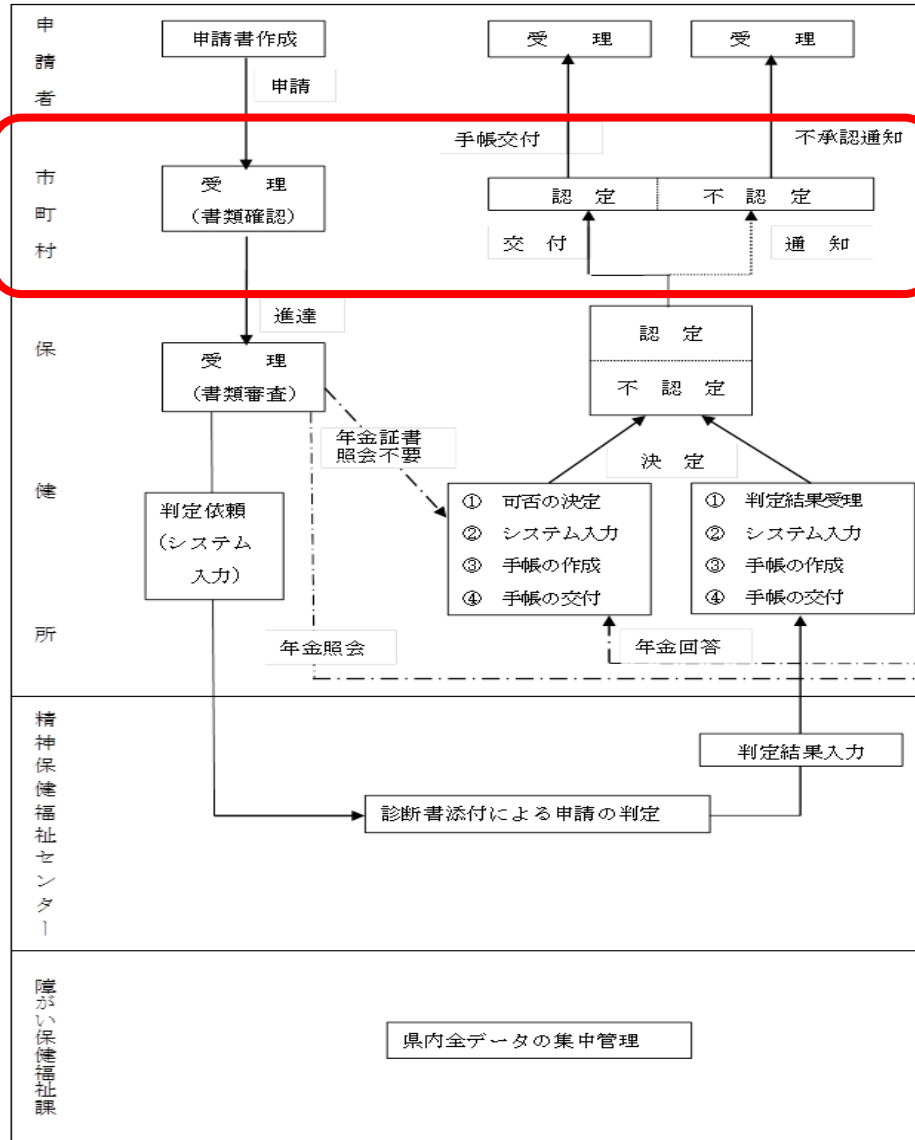 申請者
申請書作成
受　理
受　理
申請
市町村
手帳交付
不承認通知
受　理
(書類確認)
認　定
不　認　定
交　付
通　知
進達
保健所
受　理
(書類審査)
認　定
不　認　定
年金証書
照会不要
決　定
判定依頼
(システム
入力)
① 可否の決定
② システム入力
③ 手帳の作成
④ 手帳の交付
① 判定結果受理
② システム入力
③ 手帳の作成
④ 手帳の交付
年金照会
年金回答
精神保健福祉センター
判定結果入力
診断書添付による申請の判定
障がい保健福祉課
県内全データの集中管理